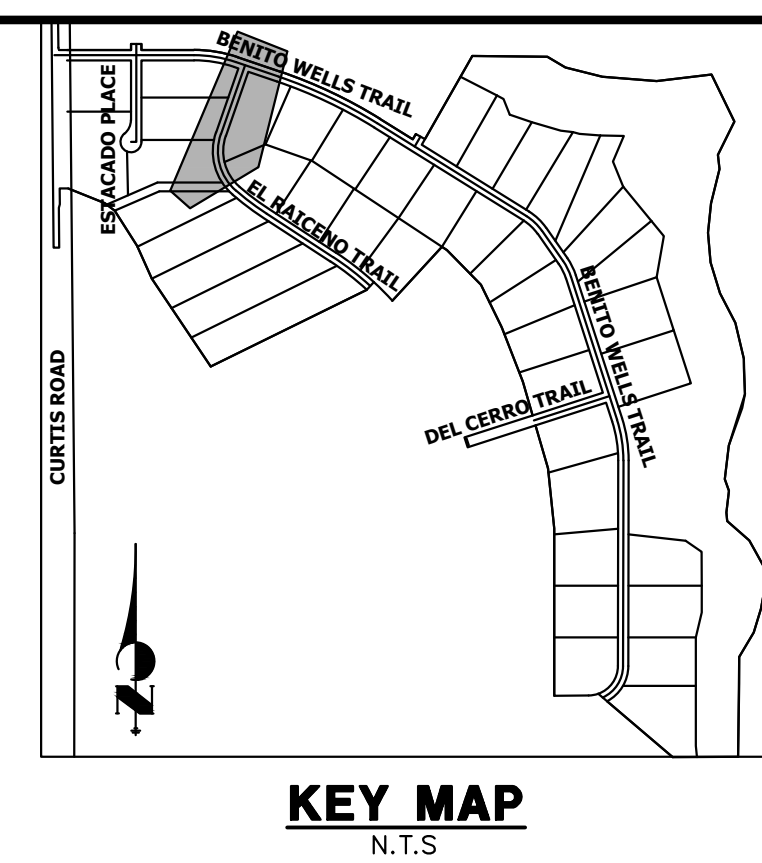 BENITO WELLS TRAIL
ESTACADO PLACE
EL RAICENO TRAIL
BENITO WELLS TRAIL
DEL CERRO TRAIL
CURTIS ROAD
N
KEY MAP
N.T.S